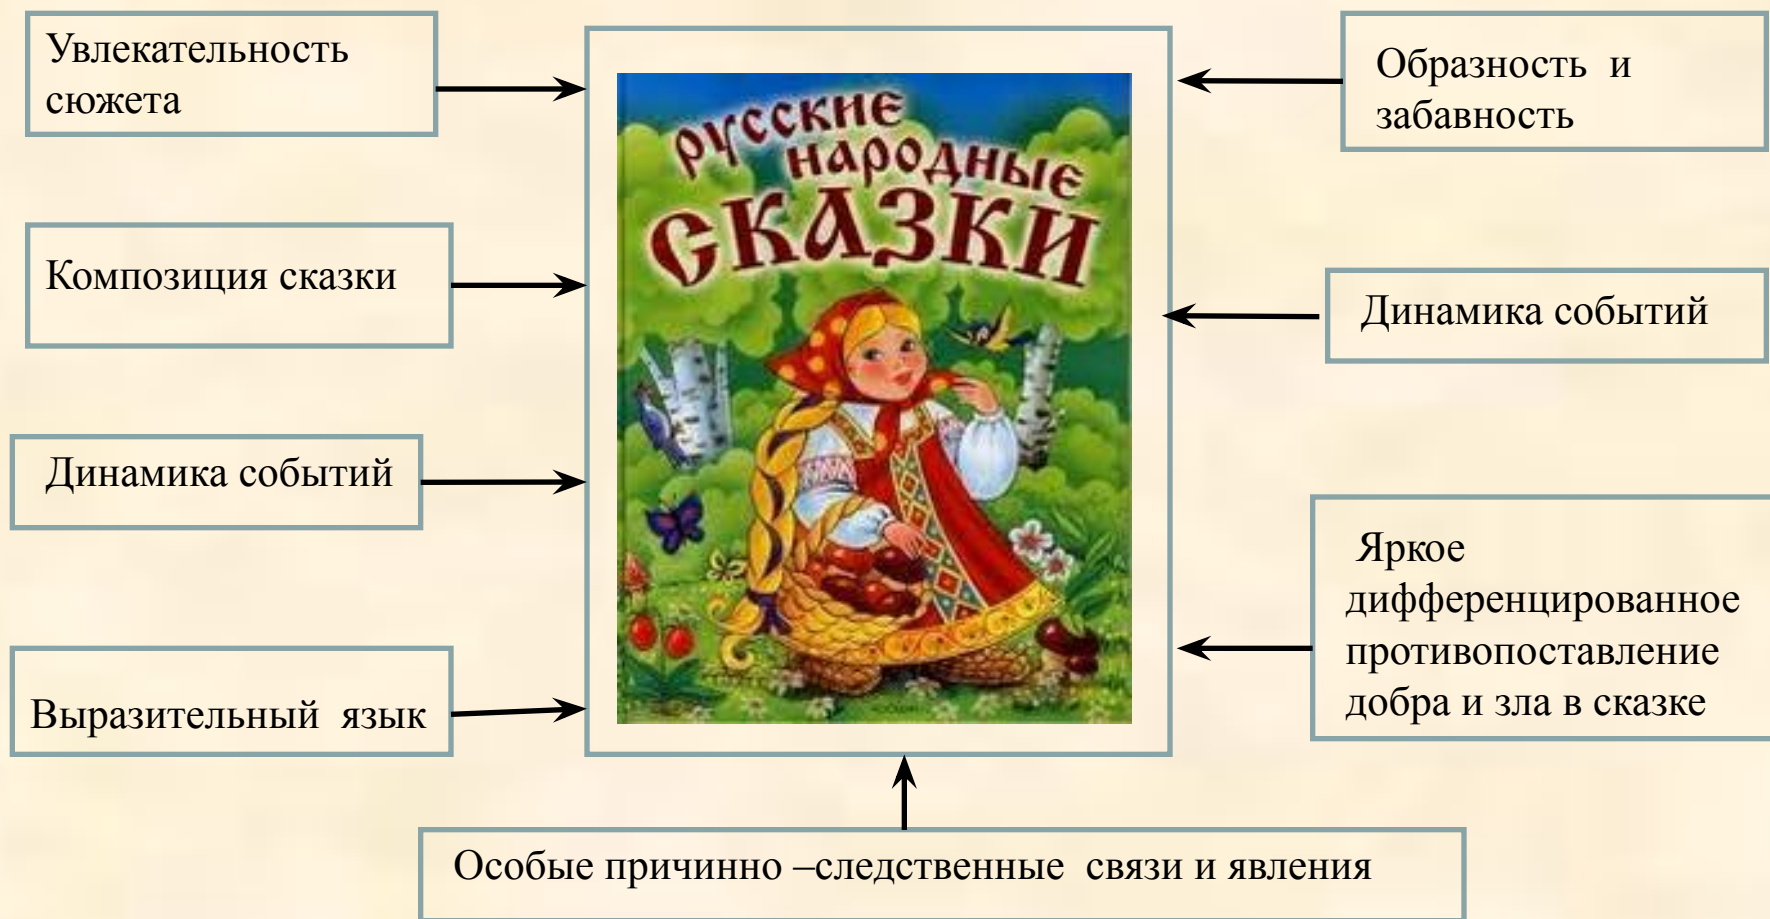 Увлекательность
сюжета
Композиция сказки
Динамика событий
Выразительный язык
русские
народные
СКАЗКИ
Образность и
забавность
Динамика событий
Яркое
дифференцированное
противопоставление
добра и зла в сказке
Особые причинно –следственные связи и явления